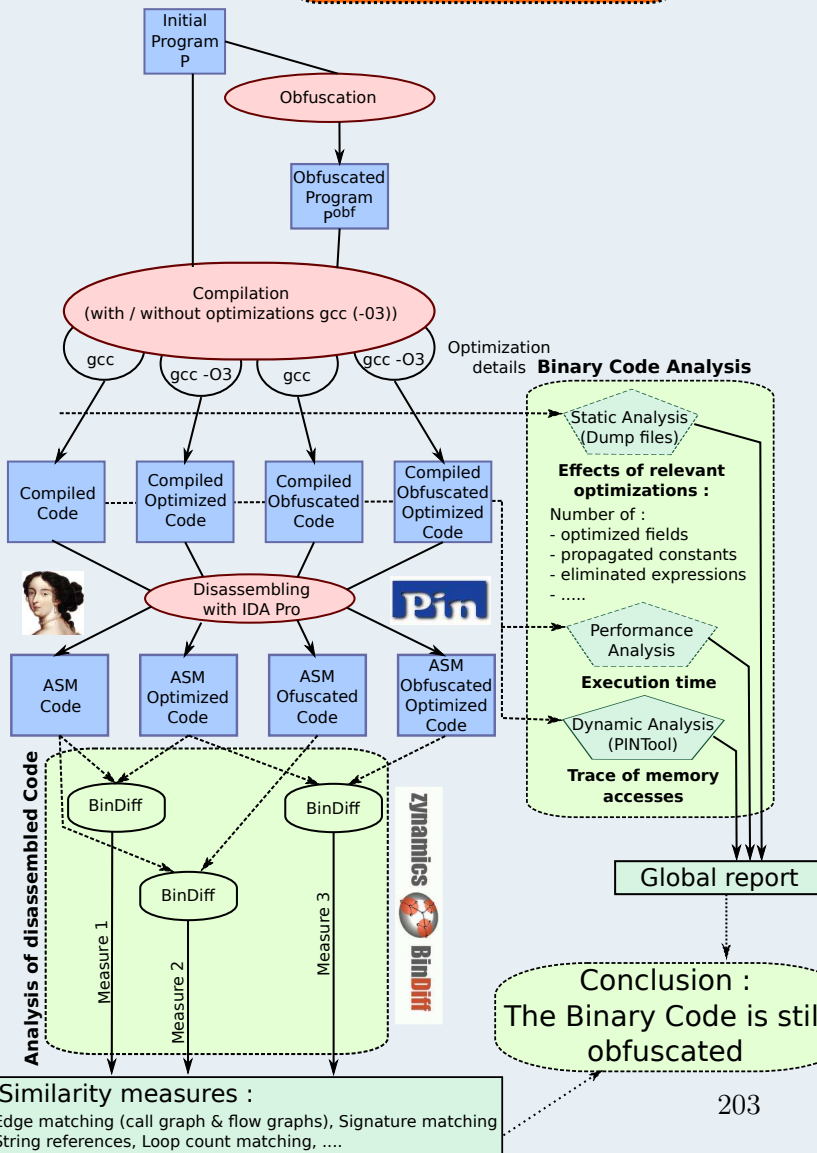 Initial
Program
P
Obfuscation
Obfuscated
Program
Pobf
Compilation
(with / without optimizations gcc (-03))
gcc
gcc -O3
gcc
gcc -O3
Optimization
details
Binary Code Analysis
Static Analysis
(Dump files)
Effects of relevant
optimizations :
Number of :
- optimized fields
- propagated constants
- eliminated expressions
- .....
Compiled
Code
Compiled
Optimized
Code
Compiled
Obfuscated
Code
Compiled
Obfuscated
Optimized
Code
Disassembling
with IDA Pro
Pin
Performance
Analysis
Execution time
ASM
Code
ASM
Optimized
Code
ASM
Ofuscated
Code
ASM
Obfuscated
Optimized
Code
Dynamic Analysis
(PINTool)
Trace of memory
accesses
Analysis of disassembled Code
BinDiff
BinDiff
BinDiff
Measure 1
Measure 2
Measure 3
zynamics BinDiff
Global report
Conclusion :
The Binary Code is stil
obfuscated
Similarity measures :
Edge matching (call graph & flow graphs), Signature matching
String references, Loop count matching, ....
203